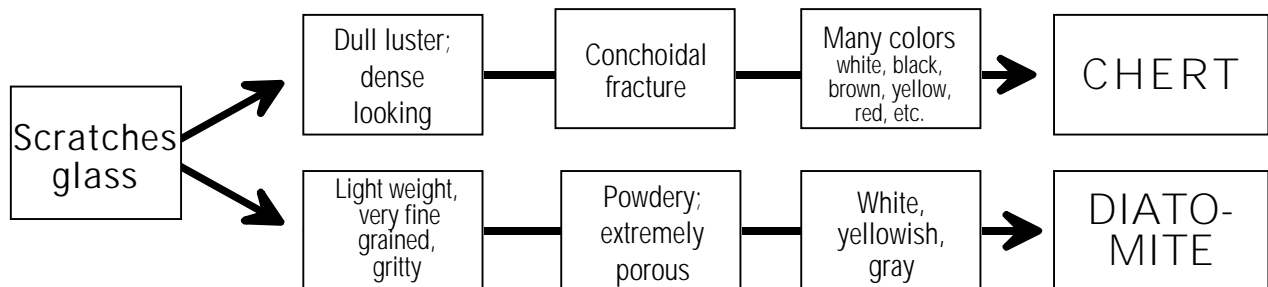 Scratches
glass
Dull luster;
dense
looking
Conchoidal
fracture
Many colors
white, black,
brown, yellow,
red, etc.
CHERT
Light weight,
very fine
grained,
gritty
Powdery;
extremely
porous
White,
yellowish,
gray
DIATO-
MITE